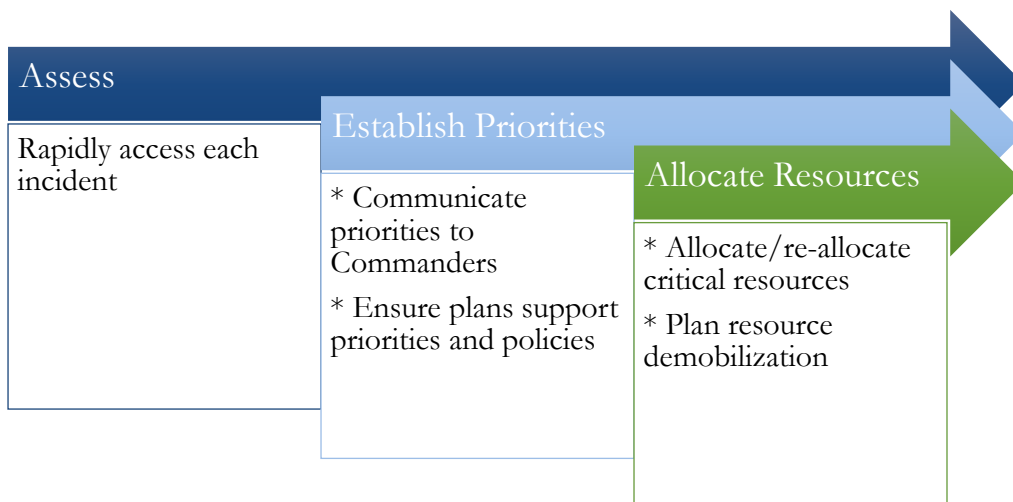 Assess
Rapidly access each
incident
Establish Priorities
* Communicate
priorities to
Commanders
* Ensure plans support
priorities and policies
Allocate Resources
* Allocate/re-allocate
critical resources
* Plan resource
demobilization